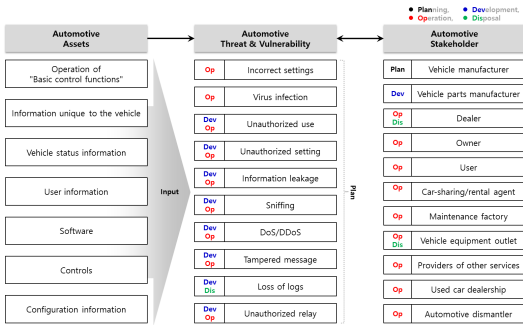 Planning, Development,
Operation, Disposal
Automotive
Assets
Operation of
"Basic control functions"
Information unique to the vehicle
Vehicle status information
User information
Software
Controls
Configuration information
Input
Automotive
Threat & Vulnerability
Op Incorrect settings
Op Virus infection
Dev
Op Unauthorized use
Dev
Op Unauthorized setting
Dev
Op Information leakage
Dev
Op Sniffing
Dev
Op DoS/DDoS
Dev
Op Tampered message
Dev
Dis Loss of logs
Dev
Op Unauthorized relay
Plan
Automotive
Stakeholder
Plan Vehicle manufacturer
Dev Vehicle parts manufacturer
Op
Dis Dealer
Op Owner
Op User
Op Car-sharing/rental agent
Op Maintenance factory
Op
Dis Vehicle equipment outlet
Op Providers of other services
Op Used car dealership
Op Automotive dismantler